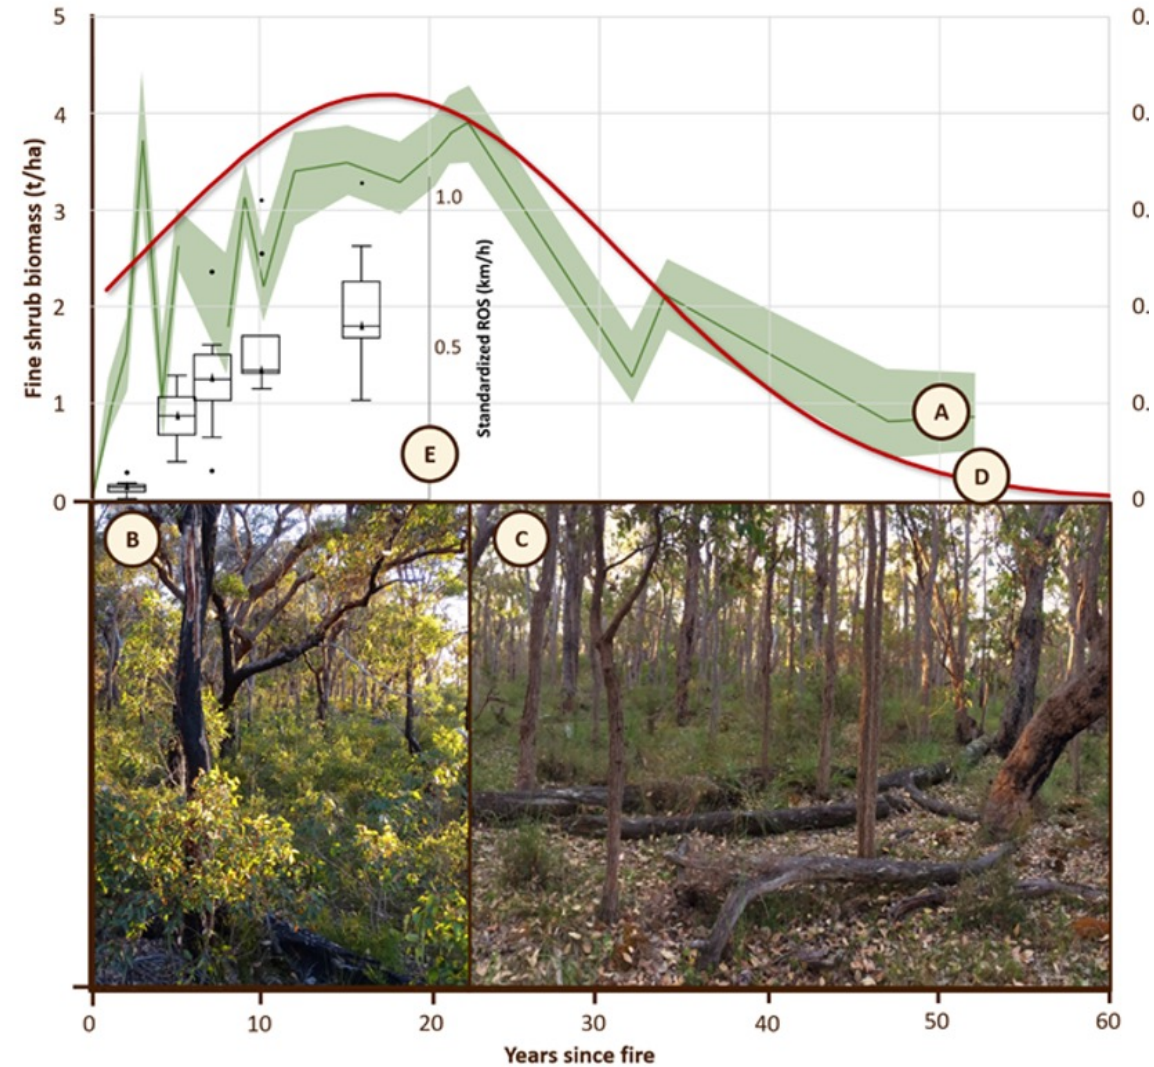 5
4
3
2
1
0
Fine shrub biomass (t/ha)
0.
0.
0.
0.
0.
0
1.0
0.5
Standardized ROS (km/h)
A
D
E
B
C
0 10 20 30 40 50 60
Years since fire